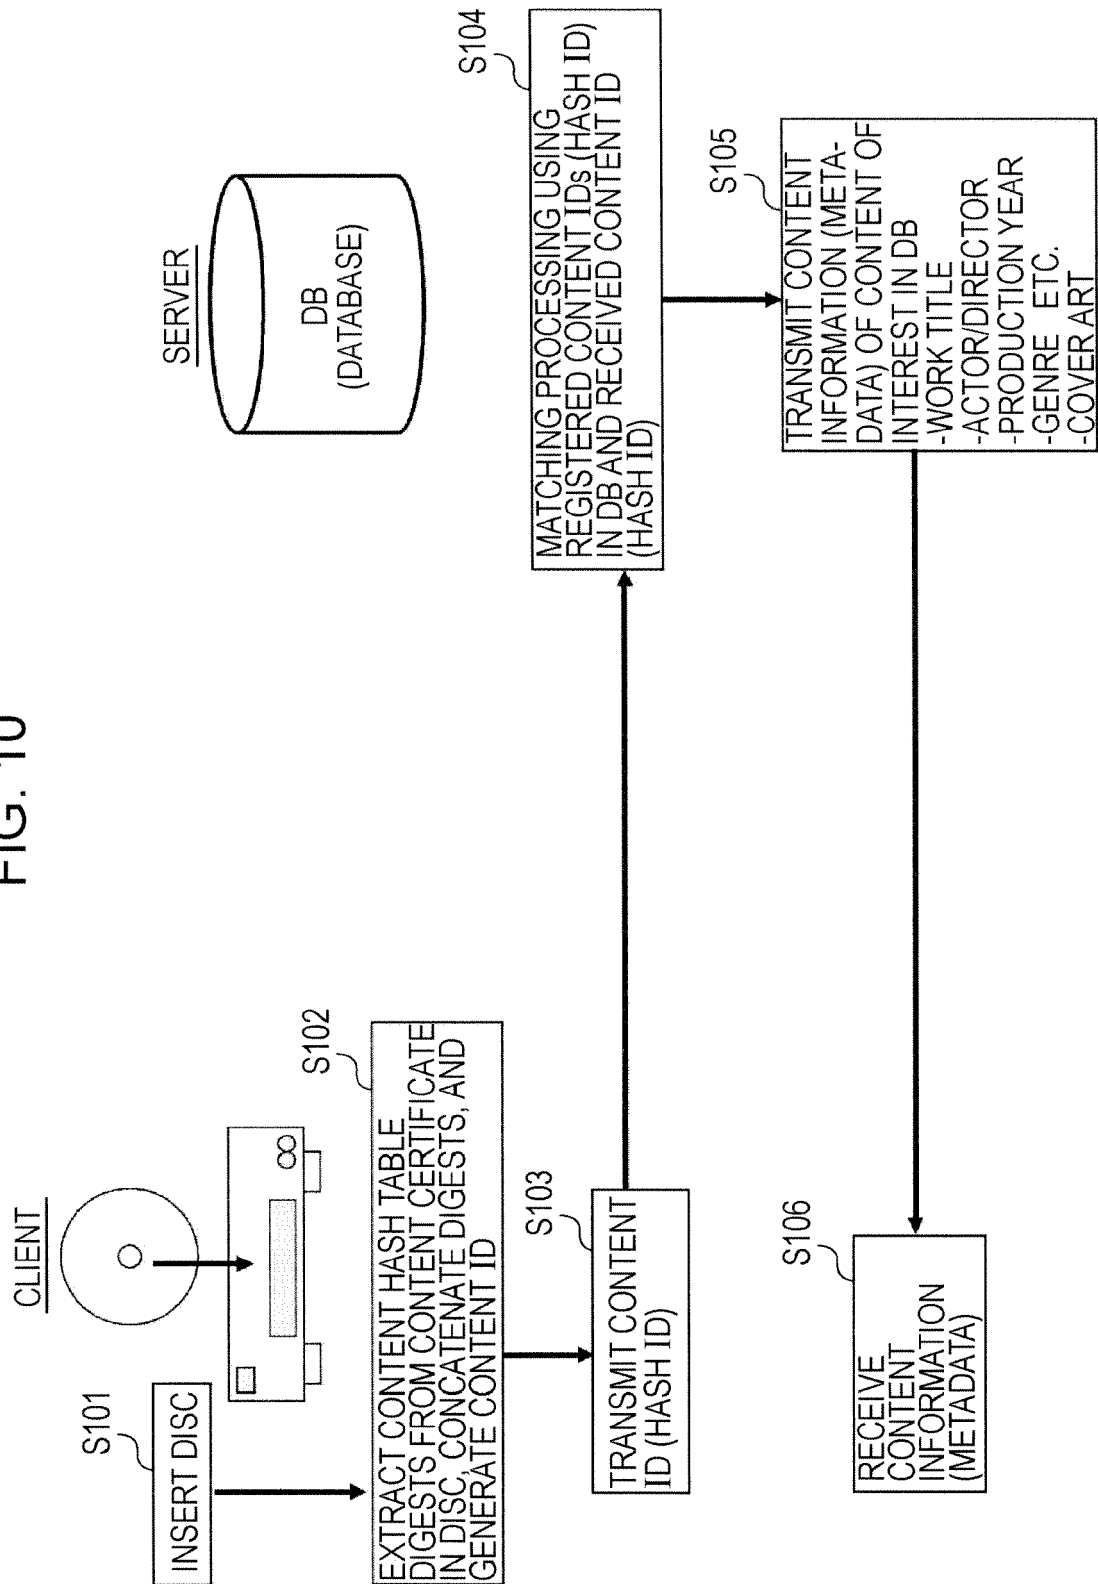 FIG. 10
CLIENT
SERVER
DB
(DATABASE)
S101
INSERT DISC
S102
EXTRACT CONTENT HASH TABLE
DIGESTS FROM CONTENT CERTIFICATE
IN DISC, CONCATENATE DIGESTS, AND
GENERATE CONTENT ID
S103
TRANSMIT CONTENT
ID (HASH ID)
S104
MATCHING PROCESSING USING
REGISTERED CONTENT IDs (HASH ID)
IN DB AND RECEIVED CONTENT ID
(HASH ID)
S105
TRANSMIT CONTENT
INFORMATION (META-
DATA) OF CONTENT OF
INTEREST IN DB
-WORK TITLE
-ACTOR/DIRECTOR
-PRODUCTION YEAR
-GENRE ETC.
-COVER ART
S106
RECEIVE
CONTENT
INFORMATION
(METADATA)